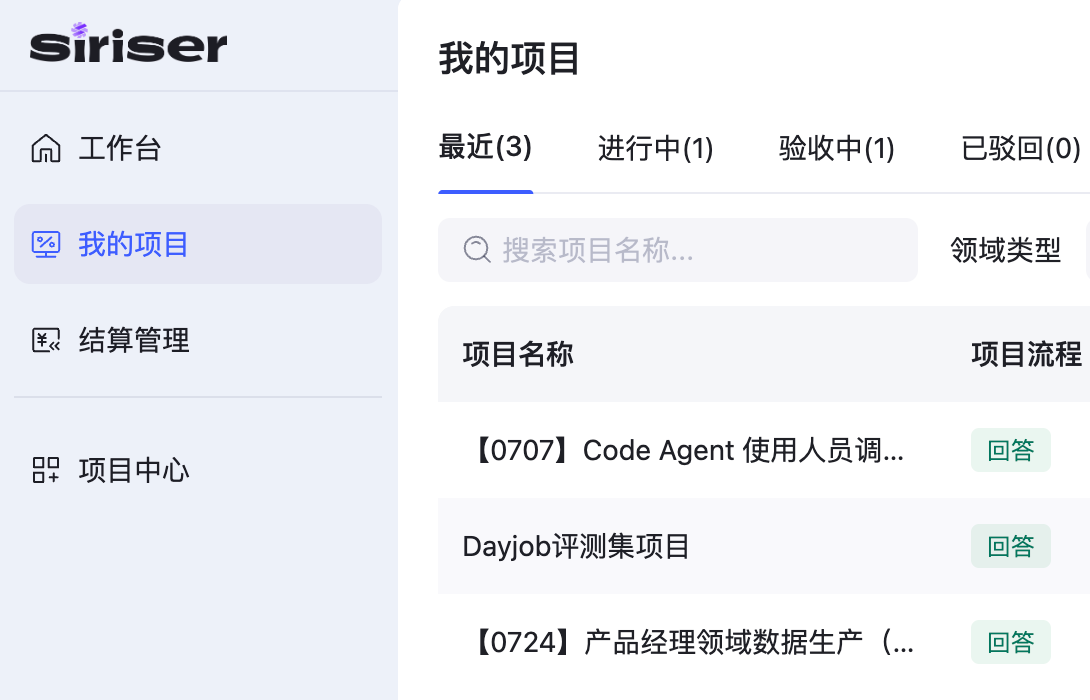 Siriser
工作台
我的项目
结算管理
项目中心
我的项目
最近(3) 进行中(1) 验收中(1) 已驳回(0)
搜索项目名称... 领域类型
项目名称 项目流程
【0707】Code Agent 使用人员调... 回答
Dayjob评测集项目 回答
【0724】产品经理领域数据生产（... 回答